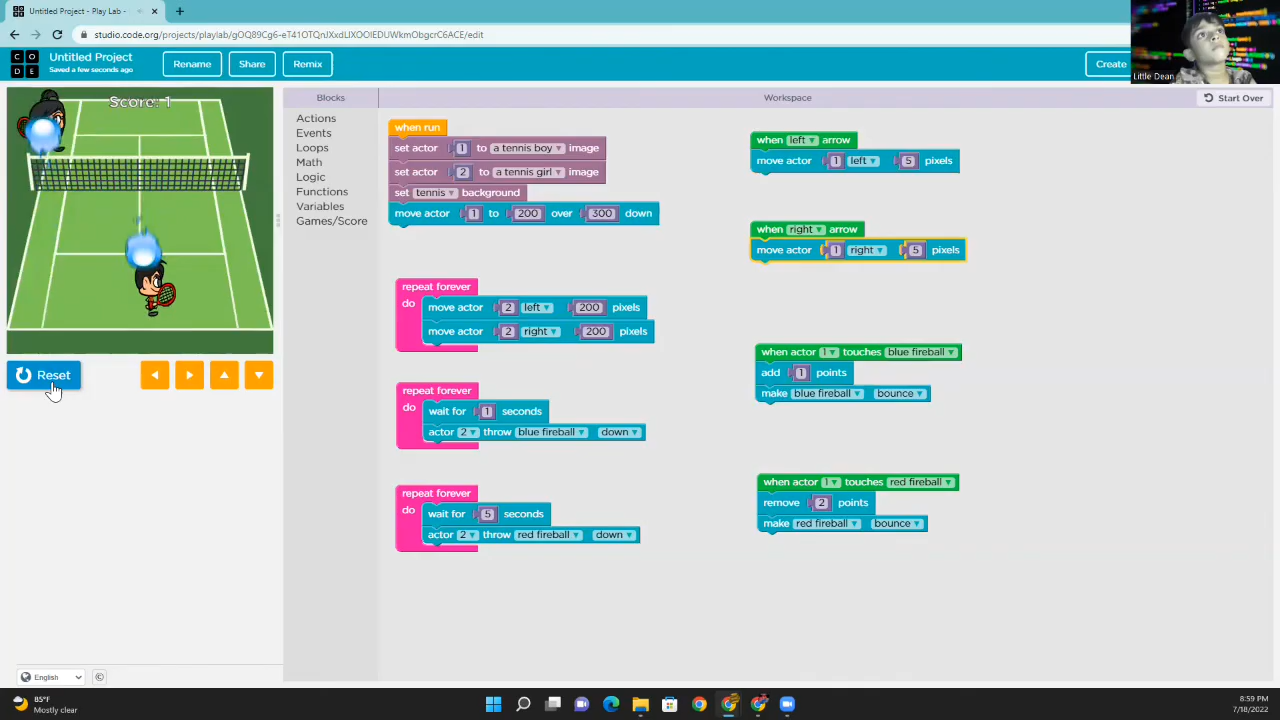 Untitled Project - Play Lab -
studio.code.org/projects/playlab/gOQ89Cg6-eT41OTQnJXxdIJXOOlEDUWkmObgcrC6ACE/edit
C O
D E
Untitled Project
Saved a few seconds ago
Rename
Share
Remix
Create
Little Dean
Score: 1
Blocks
Workspace
Start Over
Actions
Events
Loops
Math
Logic
Functions
Variables
Games/Score
when run
set actor 1 to a tennis boy image
set actor 2 to a tennis girl image
set tennis background
move actor 1 to 200 over 300 down
repeat forever
do move actor 2 left 200 pixels
move actor 2 right 200 pixels
repeat forever
do wait for 1 seconds
actor 2 throw blue fireball down
repeat forever
do wait for 5 seconds
actor 2 throw red fireball down
when left arrow
move actor 1 left 5 pixels
when right arrow
move actor 1 right 5 pixels
when actor 1 touches blue fireball
add 1 points
make blue fireball bounce
when actor 1 touches red fireball
remove 2 points
make red fireball bounce
Reset
English
©
85°F
Mostly clear
8:59 PM
7/18/2022